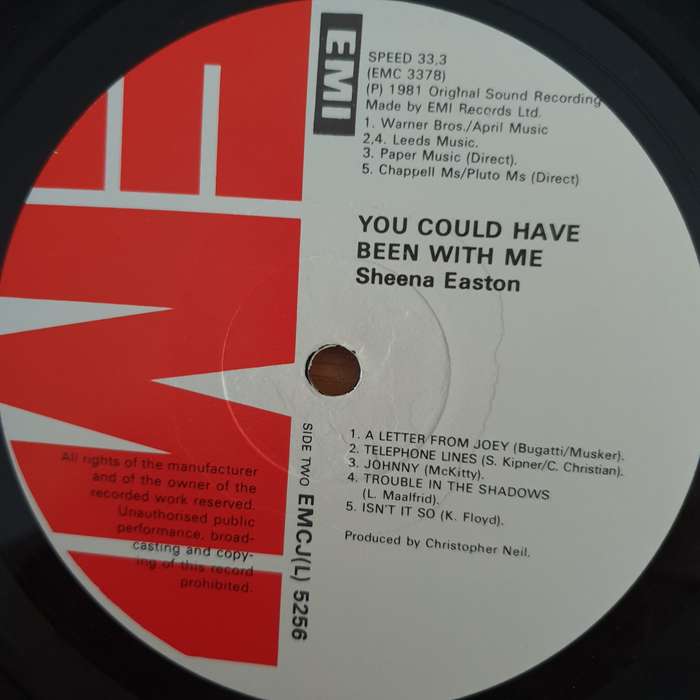 EMI
SPEED 33.3
(EMC 3378)
(P) 1981 Original Sound Recording
Made by EMI Records Ltd.
1. Warner Bros./April Music
2,4. Leeds Music.
3. Paper Music (Direct).
5. Chappell Ms/Pluto Ms (Direct)
YOU COULD HAVE
BEEN WITH ME
Sheena Easton
1. A LETTER FROM JOEY (Bugatti/Musker).
2. TELEPHONE LINES (S. Kipner/C. Christian).
3. JOHNNY (McKitty).
4. TROUBLE IN THE SHADOWS
(L. Maalfrid).
5. ISN'T IT SO (K. Floyd).
Produced by Christopher Neil.
SIDE TWO EMCJ(L) 5256
All rights of the manufacturer
and of the owner of the
recorded work reserved.
Unauthorised public
performance, broad-
casting and copy-
ing of this record
prohibited.
EMI